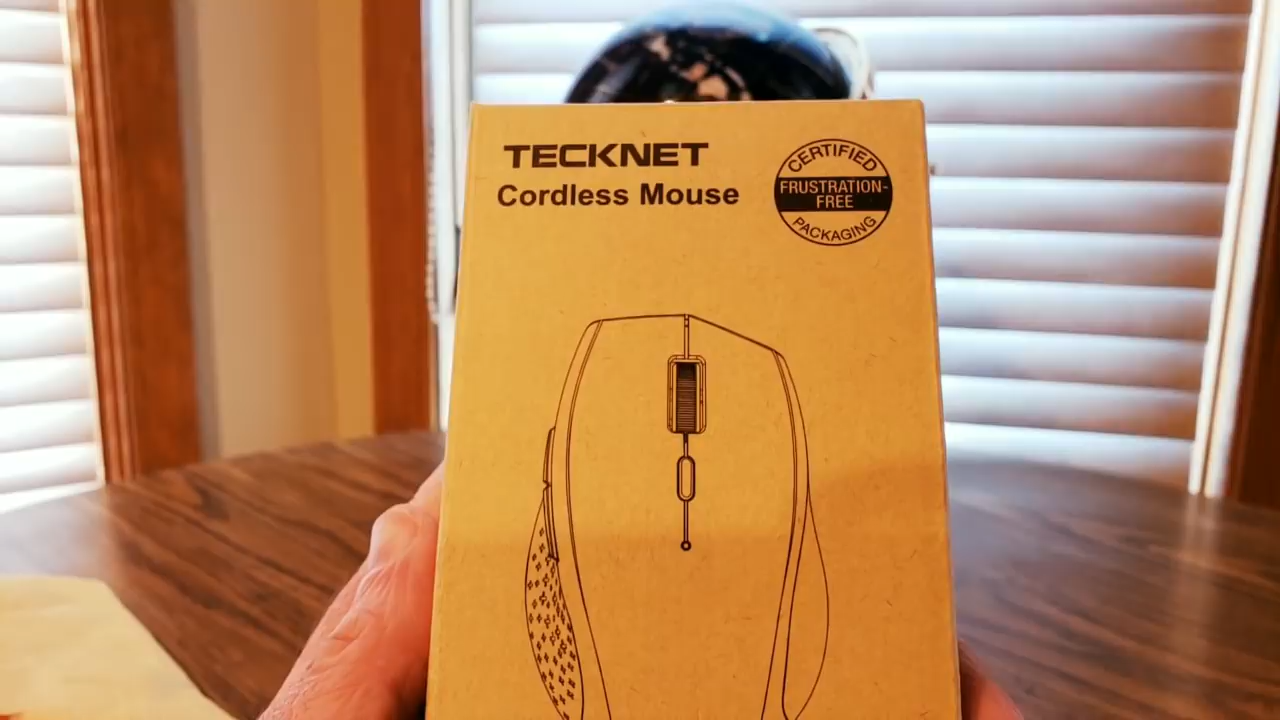 TECKNET
Cordless Mouse
CERTIFIED
FRUSTRATION-
FREE
PACKAGING